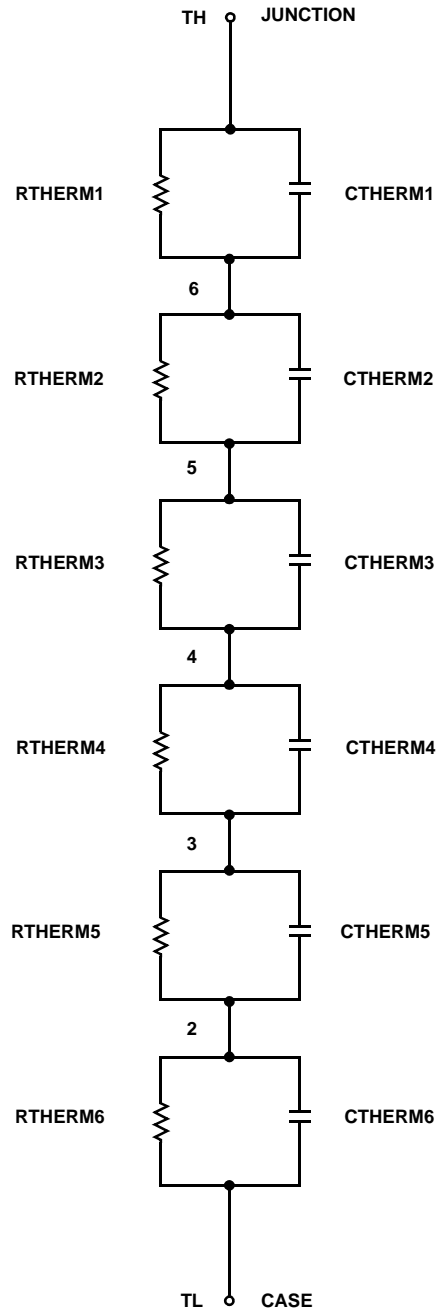 TH JUNCTION
RTHERM1 CTHERM1
6
RTHERM2 CTHERM2
5
RTHERM3 CTHERM3
4
RTHERM4 CTHERM4
3
RTHERM5 CTHERM5
2
RTHERM6 CTHERM6
TL CASE